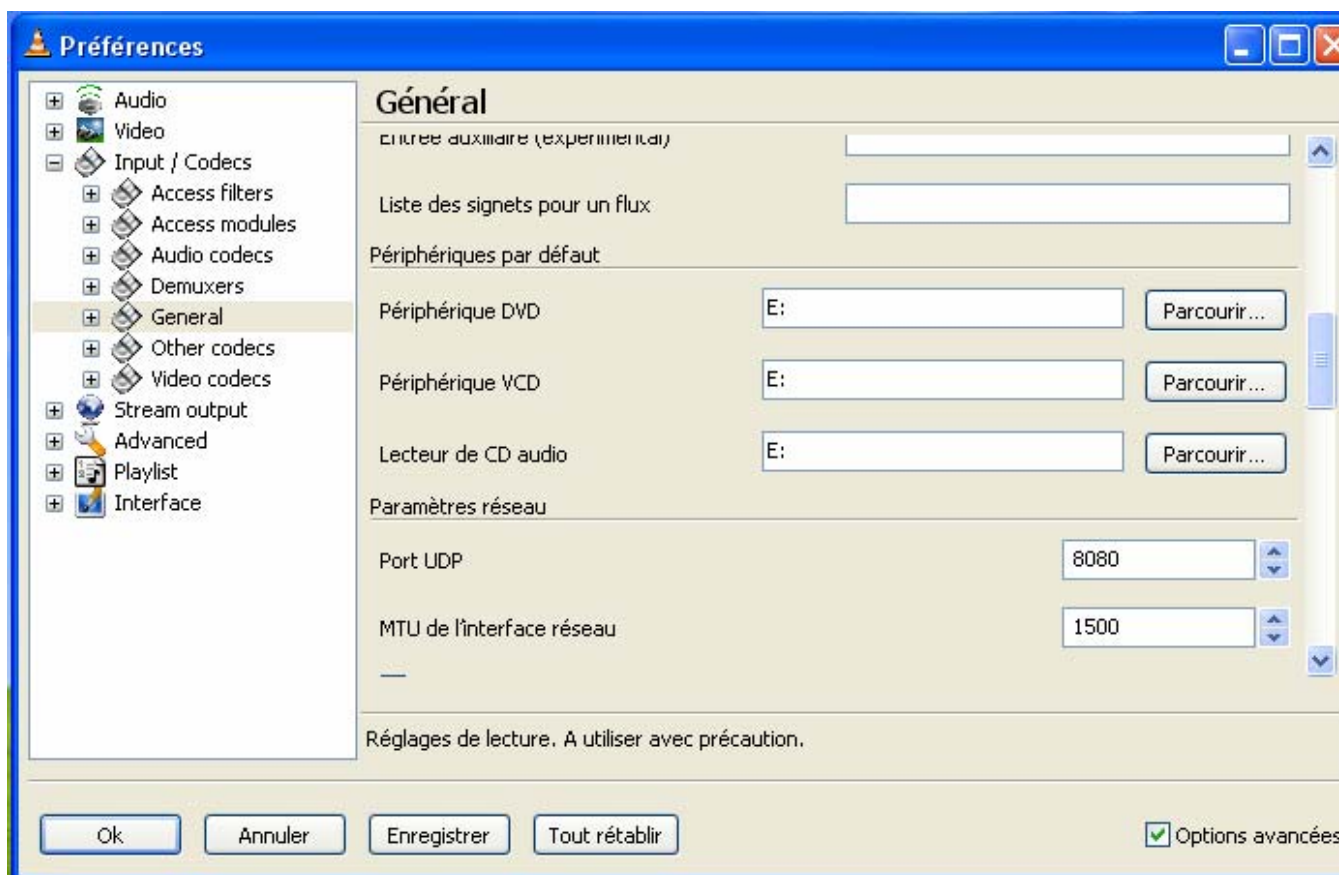 Préférences
Audio
Video
Input / Codecs
Access filters
Access modules
Audio codecs
Demuxers
General
Other codecs
Video codecs
Stream output
Advanced
Playlist
Interface
Général
Entrée auxiliaire (experimental)
Liste des signets pour un flux
Périphériques par défaut
Périphérique DVD
E:
Parcourir...
Périphérique VCD
E:
Parcourir...
Lecteur de CD audio
E:
Parcourir...
Paramètres réseau
Port UDP
8080
MTU de l'interface réseau
1500
Réglages de lecture. A utiliser avec précaution.
Ok
Annuler
Enregistrer
Tout rétablir
Options avancées